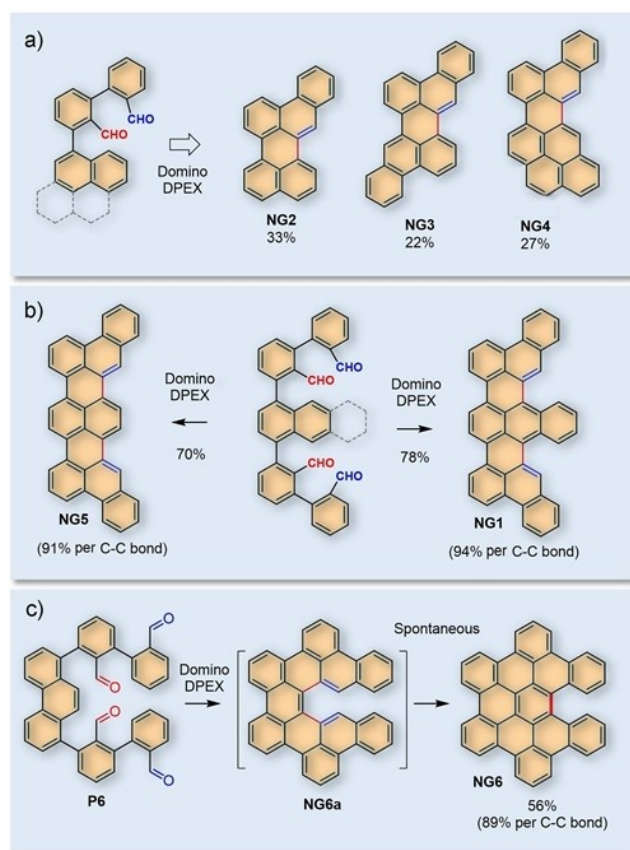 a)
CHO
CHO
Domino
DPEX
NG2
33%
NG3
22%
NG4
27%
b)
Domino
DPEX
70%
CHO
CHO
CHO
CHO
Domino
DPEX
78%
NG5
(91% per C-C bond)
NG1
(94% per C-C bond)
c)
O
O
O
O
P6
Domino
DPEX
NG6a
Spontaneous
NG6
56%
(89% per C-C bond)